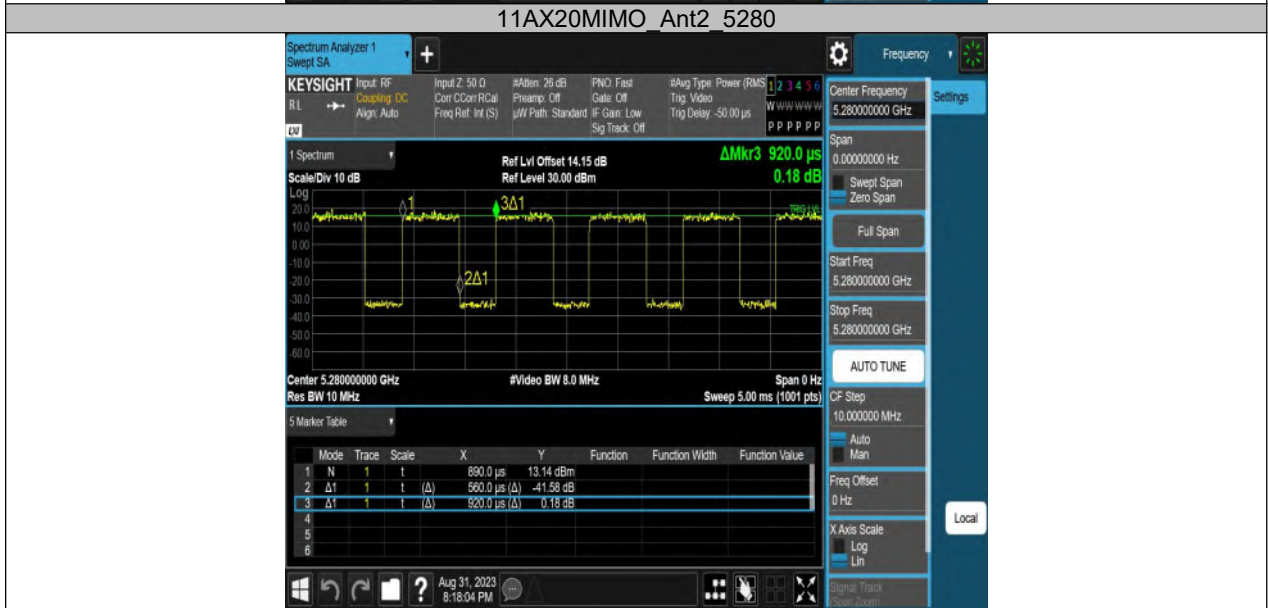 11AX20MIMO_Ant2_5280
Spectrum Analyzer 1
Swept SA
+
Frequency
KEYSIGHT Input: RF
RL
Coupling: DC
Align: Auto
LXI
Input Z: 50 Ω
Corr CCorr RCal
Freq Ref: Int (S)
#Atten: 26 dB
Preamp: Off
µW Path: Standard
PNO: Fast
Gate: Off
IF Gain: Low
Sig Track: Off
#Avg Type: Power (RMS
Trig: Video
Trig Delay: -50.00 µs
1 2 3 4 5 6
W W W W W W
P P P P P P
Center Frequency
5.280000000 GHz
Settings
Span
0.00000000 Hz
Swept Span
Zero Span
Full Span
Start Freq
5.280000000 GHz
Stop Freq
5.280000000 GHz
AUTO TUNE
CF Step
10.000000 MHz
Auto
Man
Freq Offset
0 Hz
X Axis Scale
Log
Lin
Signal Track
(Span Zoom)
Local
1 Spectrum
Scale/Div 10 dB
Ref Lvl Offset 14.15 dB
Ref Level 30.00 dBm
ΔMkr3 920.0 µs
0.18 dB
Log
20.0
10.0
0.00
-10.0
-20.0
-30.0
-40.0
-50.0
-60.0
1
3Δ1
2Δ1
TRIG LVL
Center 5.280000000 GHz
Res BW 10 MHz
#Video BW 8.0 MHz
Span 0 Hz
Sweep 5.00 ms (1001 pts)
5 Marker Table
Mode Trace Scale X Y Function Function Width Function Value
1 N 1 t 890.0 µs 13.14 dBm
2 Δ1 1 t (Δ) 560.0 µs (Δ) -41.58 dB
3 Δ1 1 t (Δ) 920.0 µs (Δ) 0.18 dB
4
5
6
?
Aug 31, 2023
8:18:04 PM